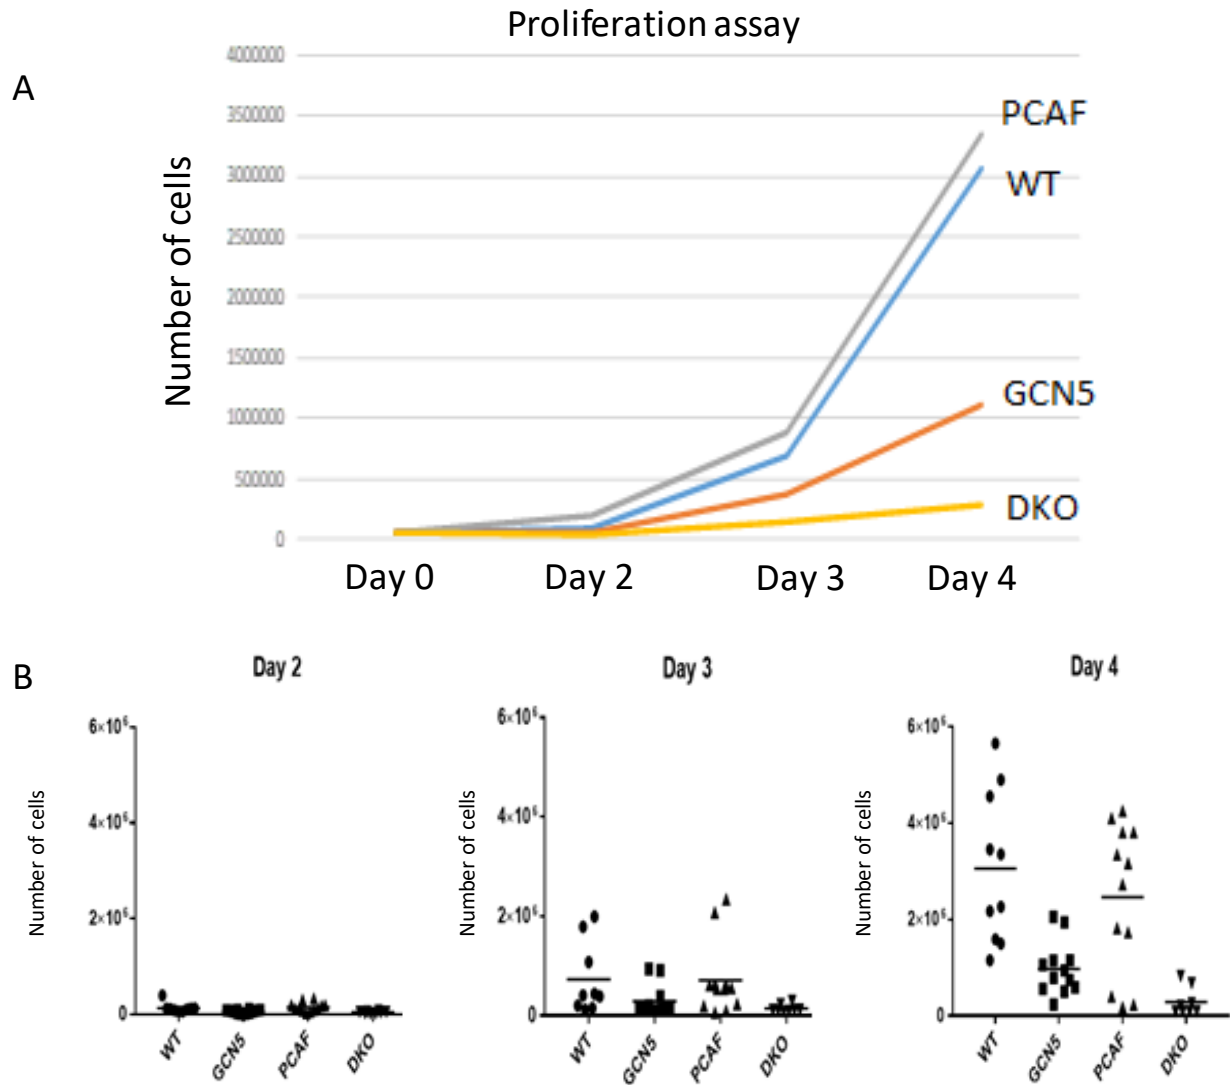 Proliferation assay
A
Number of cells
4000000
3500000
3000000
2500000
2000000
1500000
1000000
500000
0
PCAF
WT
GCN5
DKO
Day 0
Day 2
Day 3
Day 4
B
Day 2
Number of cells
6×10⁶
4×10⁶
2×10⁶
0
WT
GCN5
PCAF
DKO
Day 3
Number of cells
6×10⁶
4×10⁶
2×10⁶
0
WT
GCN5
PCAF
DKO
Day 4
Number of cells
6×10⁶
4×10⁶
2×10⁶
0
WT
GCN5
PCAF
DKO